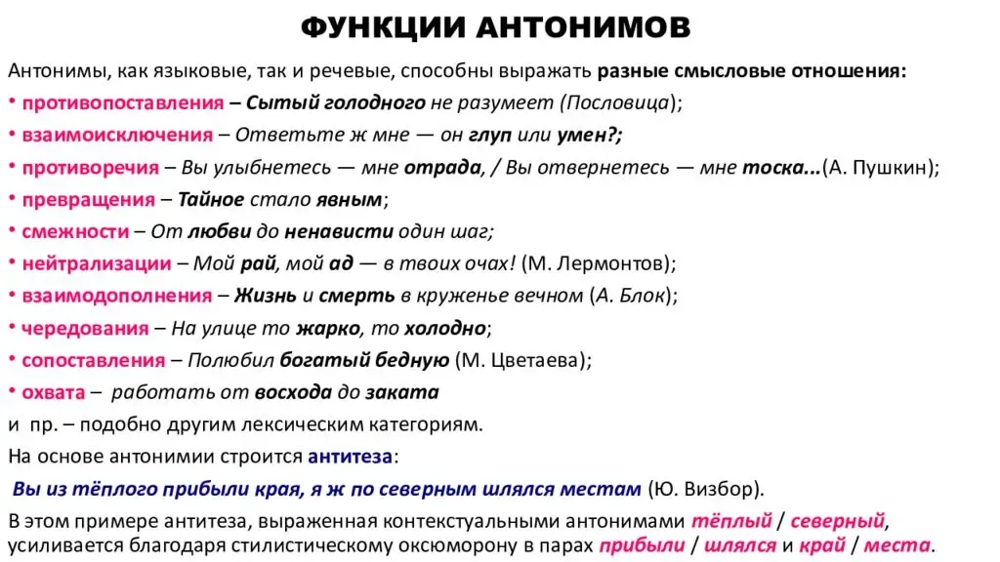 ФУНКЦИИ АНТОНИМОВ
Антонимы, как языковые, так и речевые, способны выражать разные смысловые отношения:
• противопоставления – Сытый голодного не разумеет (Пословица);
• взаимоисключения – Ответьте ж мне — он глуп или умен?;
• противоречия – Вы улыбнетесь — мне отрада, / Вы отвернетесь — мне тоска...(А. Пушкин);
• превращения – Тайное стало явным;
• смежности – От любви до ненависти один шаг;
• нейтрализации – Мой рай, мой ад — в твоих очах! (М. Лермонтов);
• взаимодополнения – Жизнь и смерть в круженье вечном (А. Блок);
• чередования – На улице то жарко, то холодно;
• сопоставления – Полюбил богатый бедную (М. Цветаева);
• охвата – работать от восхода до заката
и пр. – подобно другим лексическим категориям.
На основе антонимии строится антитеза:
Вы из тёплого прибыли края, я ж по северным шлялся местам (Ю. Визбор).
В этом примере антитеза, выраженная контекстуальными антонимами тёплый / северный,
усиливается благодаря стилистическому оксюморону в парах прибыли / шлялся и край / места.